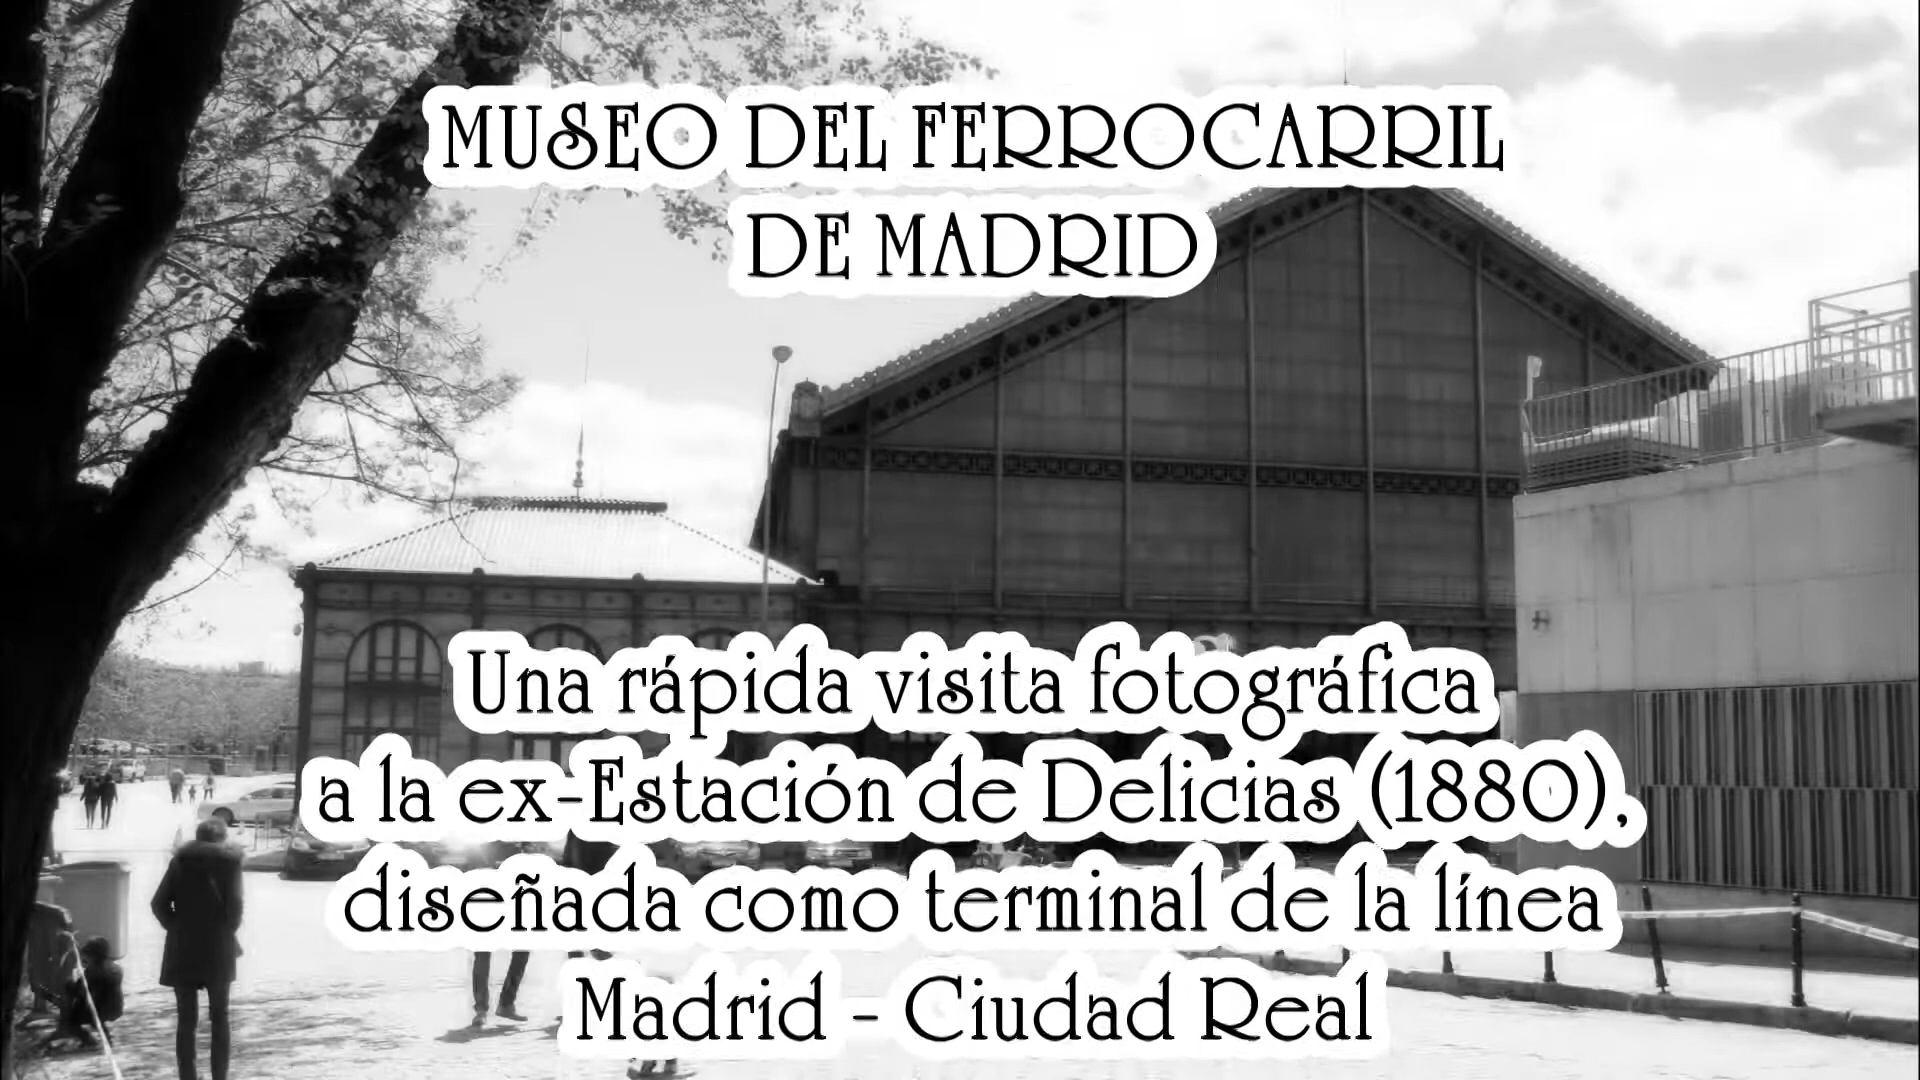 MUSEO DEL FERROCARRIL
DE MADRID
Una rápida visita fotográfica
a la ex-Estación de Delicias (1880),
diseñada como terminal de la línea
Madrid - Ciudad Real